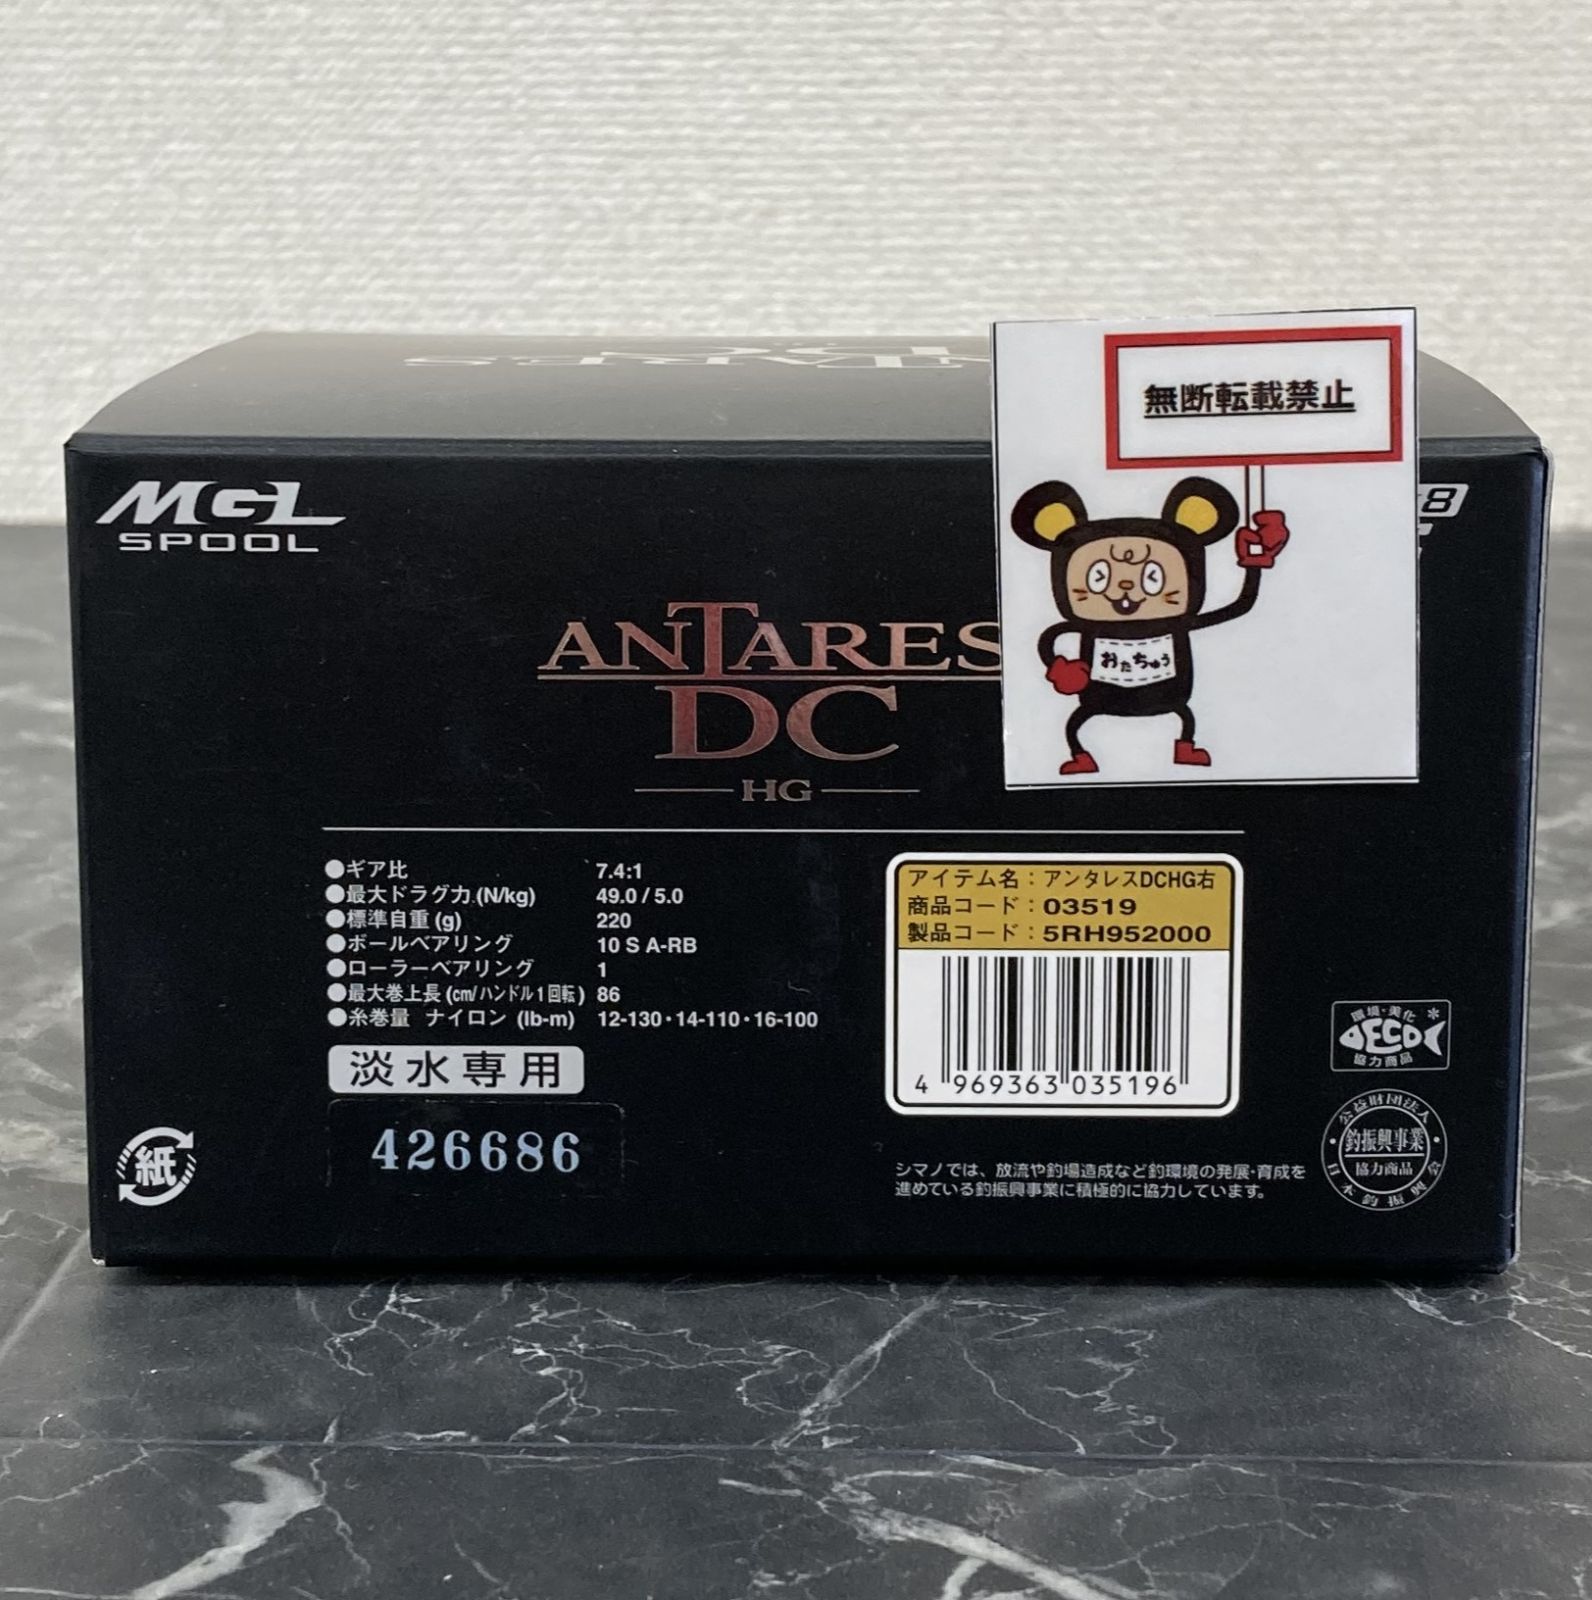 無断転載禁止
おたちゅう
MGL
SPOOL
8
ANTARES
DC
HG
●ギア比 7.4:1
●最大ドラグ力 (N/kg) 49.0 / 5.0
●標準自重 (g) 220
●ボールベアリング 10 S A-RB
●ローラーベアリング 1
●最大巻上長 (cm/ハンドル1回転) 86
●糸巻量 ナイロン (lb-m) 12-130・14-110・16-100
淡水専用
426686
紙
アイテム名：アンタレスDCHG右
商品コード：03519
製品コード：5RH952000
4 969363 035196
シマノでは、放流や釣場造成など釣環境の発展・育成を
進めている釣振興事業に積極的に協力しています。
環境・美化
ECO
協力商品
公益財団法人
釣振興事業
協力商品
日本釣振興会